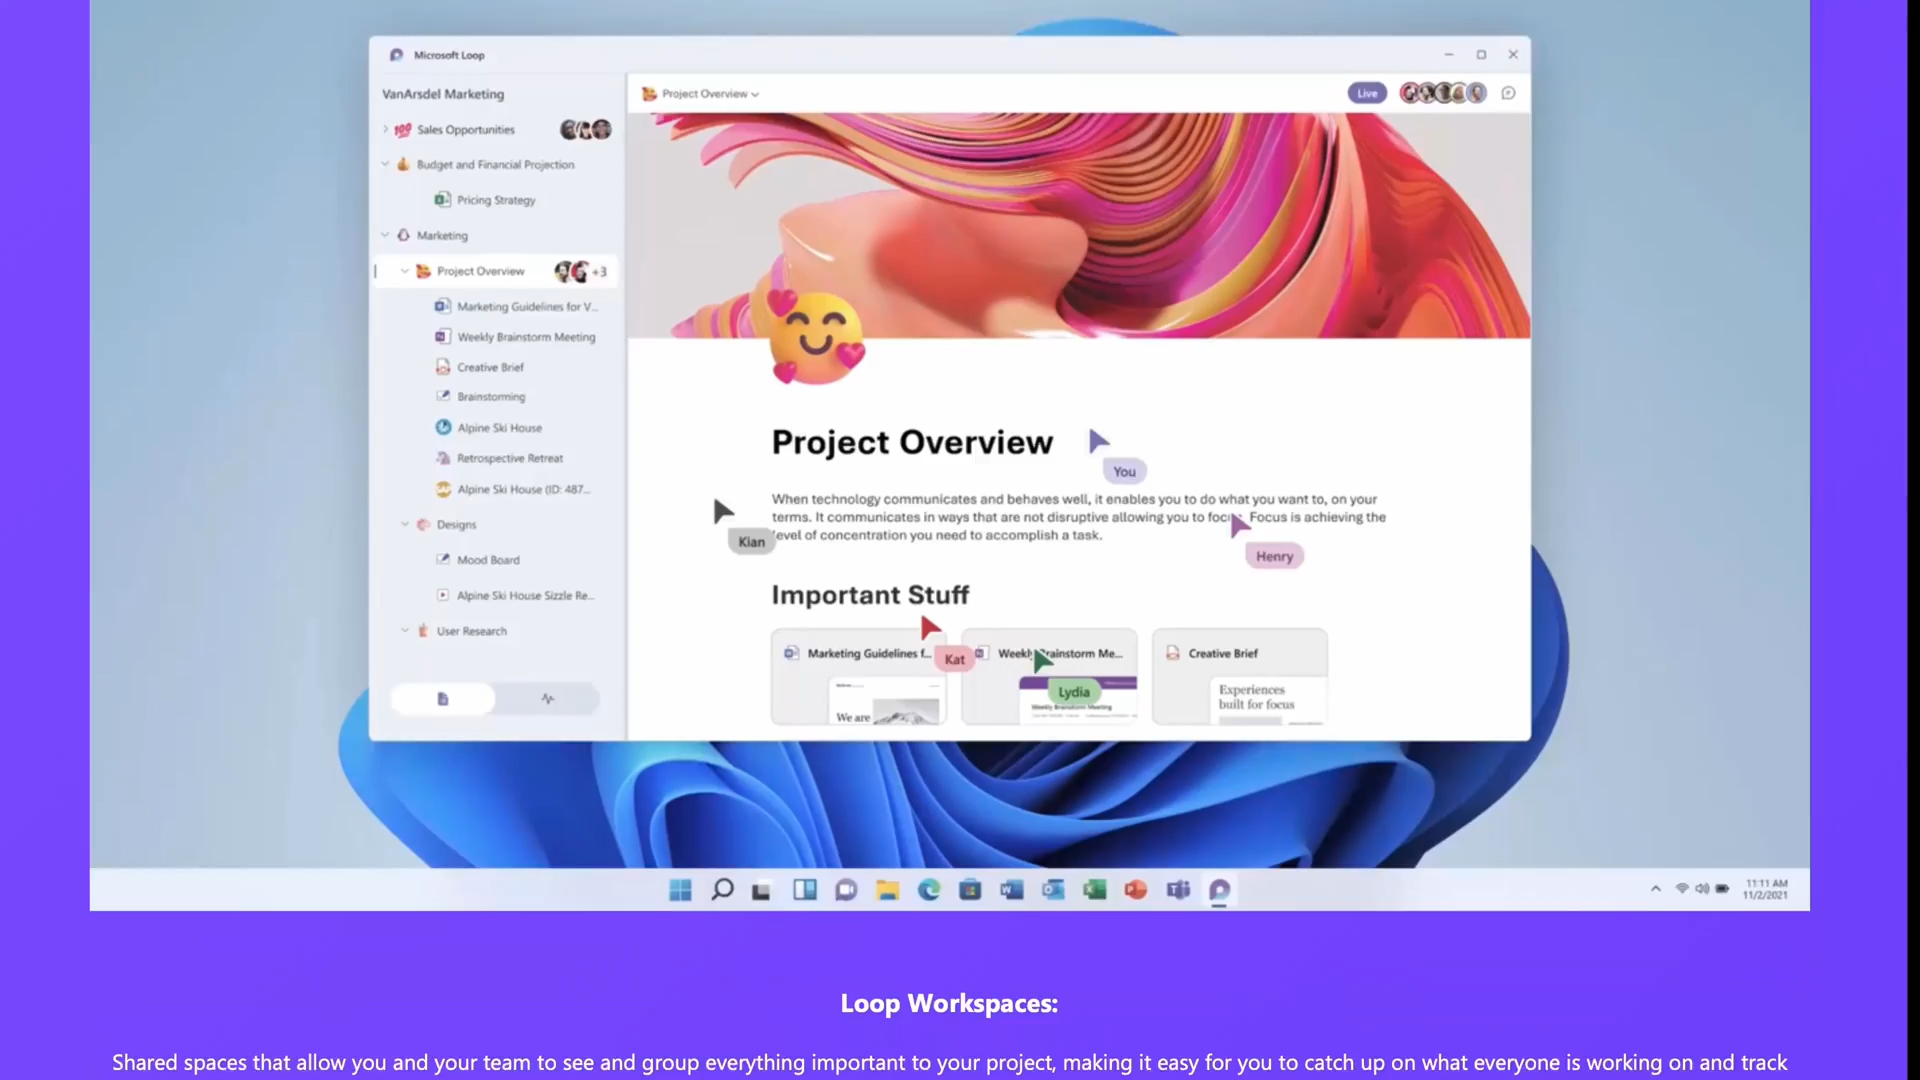 Microsoft Loop
VanArsdel Marketing
Sales Opportunities
Budget and Financial Projection
Pricing Strategy
Marketing
Project Overview +3
Marketing Guidelines for V...
Weekly Brainstorm Meeting
Creative Brief
Brainstorming
Alpine Ski House
Retrospective Retreat
Alpine Ski House (ID: 487...
Designs
Mood Board
Alpine Ski House Sizzle Re...
User Research
Project Overview
Live
Project Overview
You
When technology communicates and behaves well, it enables you to do what you want to, on your
terms. It communicates in ways that are not disruptive allowing you to focus. Focus is achieving the
level of concentration you need to accomplish a task.
Kian
Henry
Important Stuff
Kat
Lydia
Marketing Guidelines f...
We are
Weekly Brainstorm Me...
Weekly Brainstorm Meeting
Creative Brief
Experiences
built for focus
11:11 AM
11/2/2021
Loop Workspaces:
Shared spaces that allow you and your team to see and group everything important to your project, making it easy for you to catch up on what everyone is working on and track